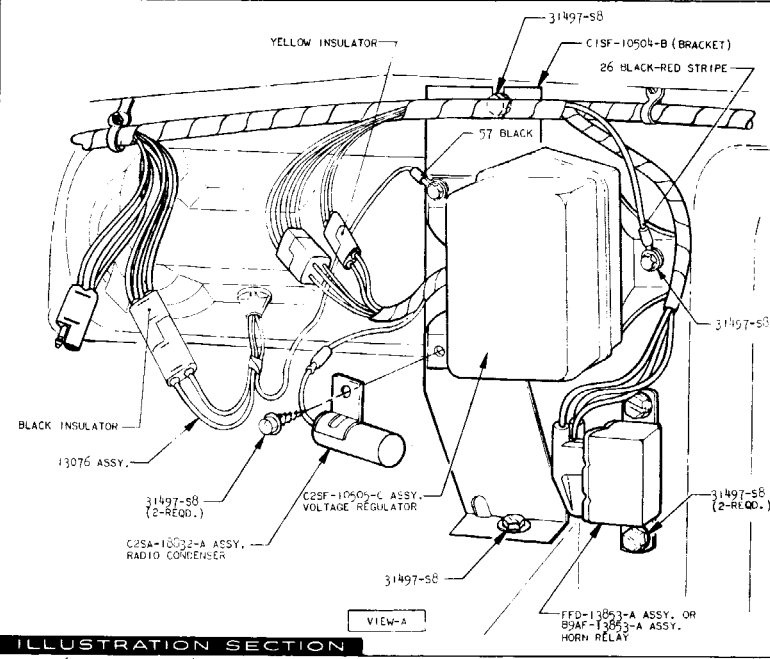 31497-S8
YELLOW INSULATOR
C1SF-10504-B (BRACKET)
26 BLACK-RED STRIPE
57 BLACK
31497-S8
BLACK INSULATOR
13076 ASSY.
31497-S8
(2-REQD.)
C2SF-10505-C ASSY.
VOLTAGE REGULATOR
31497-S8
(2-REQD.)
C2SA-18832-A ASSY.
RADIO CONDENSER
31497-S8
VIEW-A
FFD-13853-A ASSY. OR
B9AF-13853-A ASSY.
HORN RELAY
ILLUSTRATION SECTION